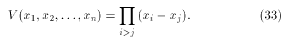 V(x_1, x_2, \ldots, x_n) = \prod_{i>j} (x_i - x_j). (33)